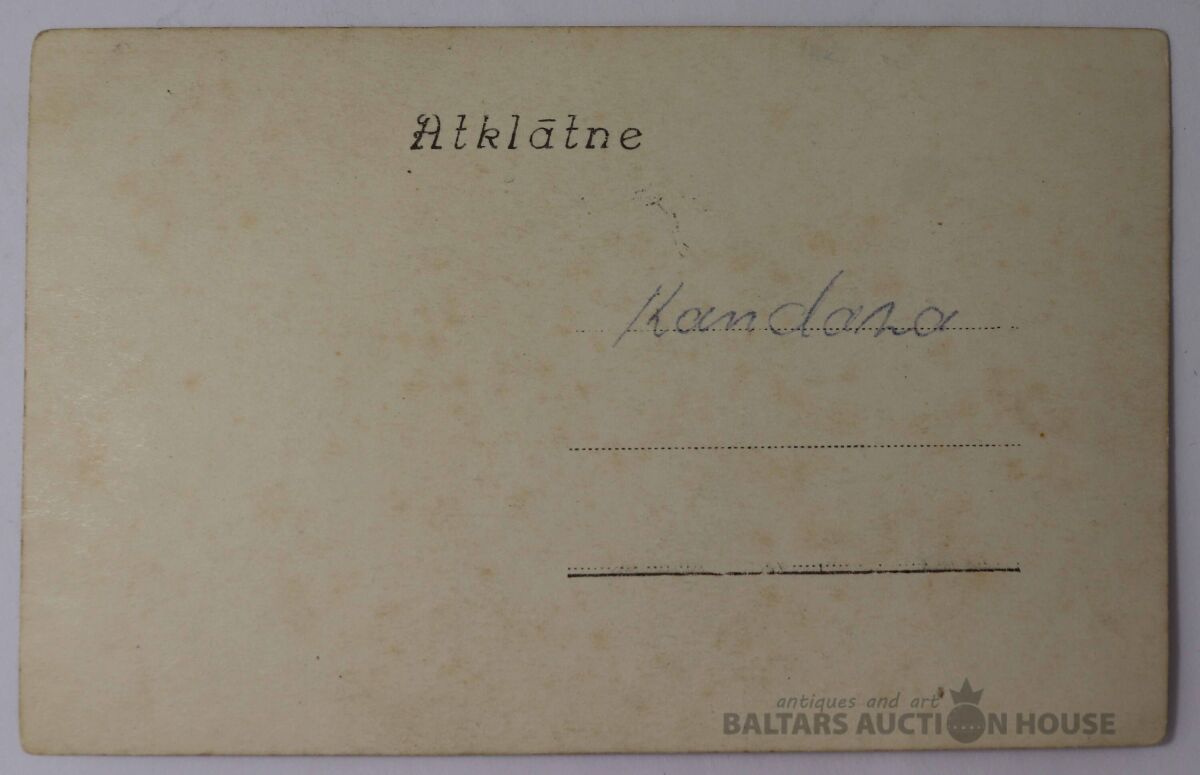 Atklātne
Kandava
antiques and art
BALTARS AUCTION HOUSE